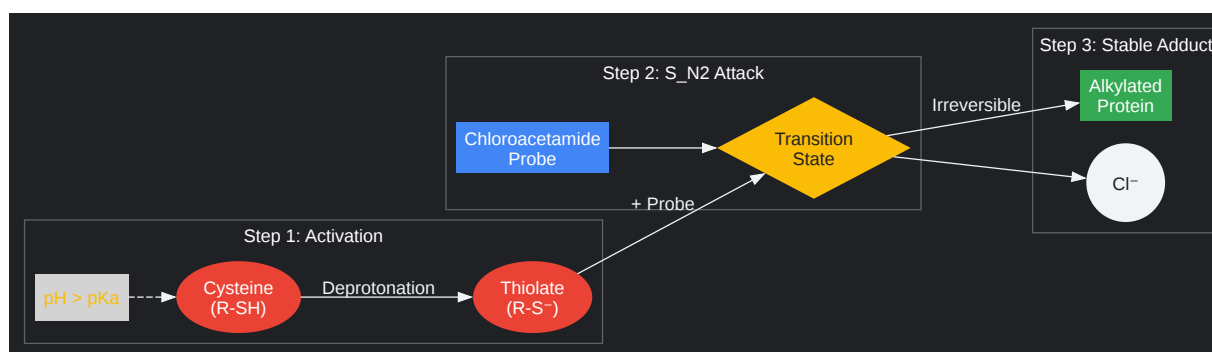 Step 3: Stable Adduct
Step 2: S_N2 Attack
Alkylated
Protein
Irreversible
Chloroacetamide
Probe
Transition
State
Cl⁻
+ Probe
Step 1: Activation
pH > pKa
Cysteine
(R-SH)
Deprotonation
Thiolate
(R-S⁻)